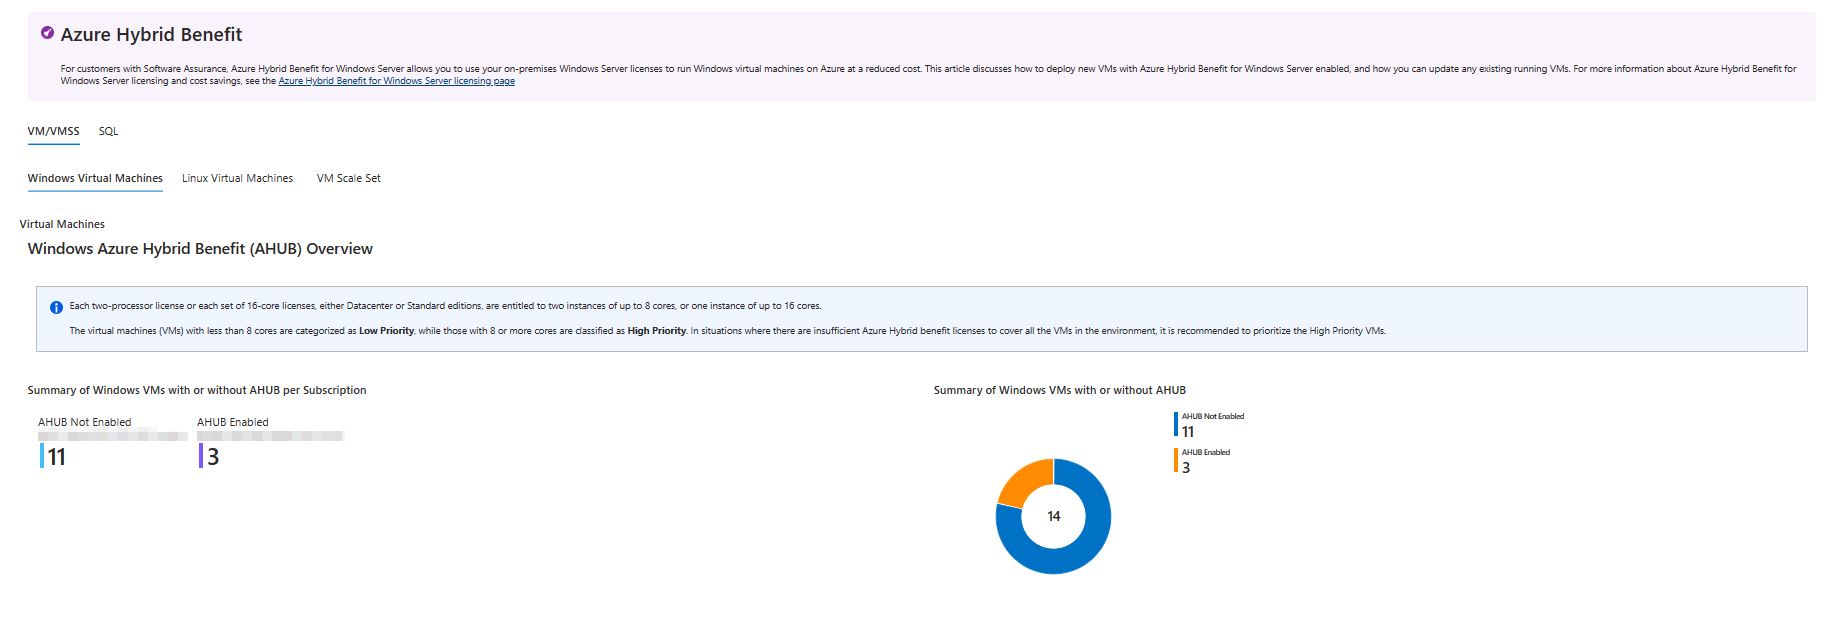 Azure Hybrid Benefit
For customers with Software Assurance, Azure Hybrid Benefit for Windows Server allows you to use your on-premises Windows Server licenses to run Windows virtual machines on Azure at a reduced cost. This article discusses how to deploy new VMs with Azure Hybrid Benefit for Windows Server enabled, and how you can update any existing running VMs. For more information about Azure Hybrid Benefit for
Windows Server licensing and cost savings, see the Azure Hybrid Benefit for Windows Server licensing page
VM/VMSS SQL
Windows Virtual Machines Linux Virtual Machines VM Scale Set
Virtual Machines
Windows Azure Hybrid Benefit (AHUB) Overview
Each two-processor license or each set of 16-core licenses, either Datacenter or Standard editions, are entitled to two instances of up to 8 cores, or one instance of up to 16 cores.
The virtual machines (VMs) with less than 8 cores are categorized as Low Priority, while those with 8 or more cores are classified as High Priority. In situations where there are insufficient Azure Hybrid benefit licenses to cover all the VMs in the environment, it is recommended to prioritize the High Priority VMs.
Summary of Windows VMs with or without AHUB per Subscription
AHUB Not Enabled AHUB Enabled
11 3
Summary of Windows VMs with or without AHUB
AHUB Not Enabled
11
AHUB Enabled
3
14